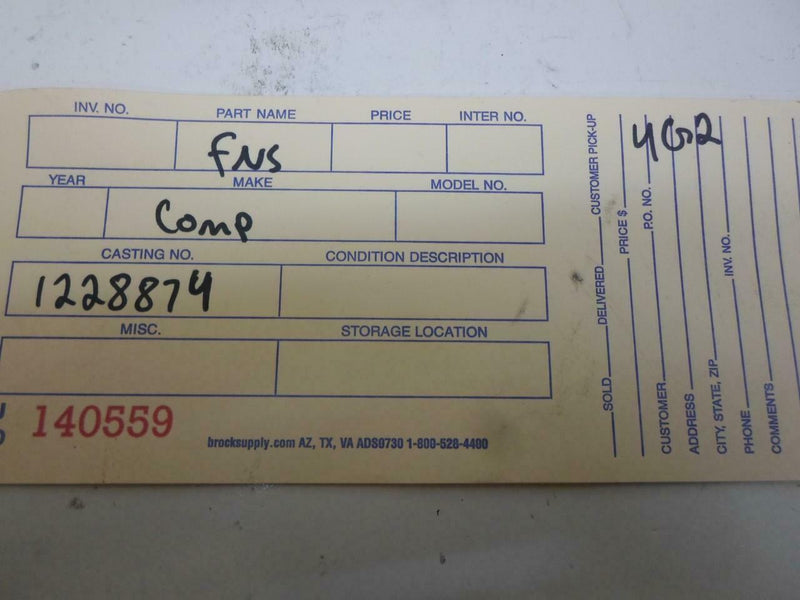 INV. NO. PART NAME PRICE INTER NO.
FNS
YEAR MAKE MODEL NO.
Comp
CASTING NO. CONDITION DESCRIPTION
1228874
MISC. STORAGE LOCATION
140559
brocksupply.com AZ, TX, VA ADS0730 1-800-528-4400
SOLD DELIVERED CUSTOMER PICK-UP
PRICE $
P.O. NO.
CUSTOMER
ADDRESS
CITY, STATE, ZIP
INV. NO.
PHONE
COMMENTS
4G2